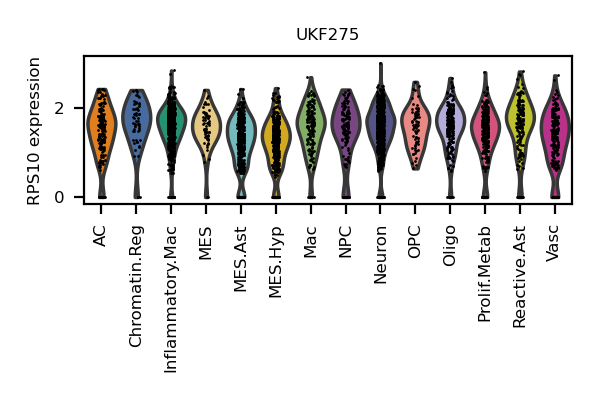 UKF275
RPS10 expression
2
0
AC
Chromatin.Reg
Inflammatory.Mac
MES
MES.Ast
MES.Hyp
Mac
NPC
Neuron
OPC
Oligo
Prolif.Metab
Reactive.Ast
Vasc